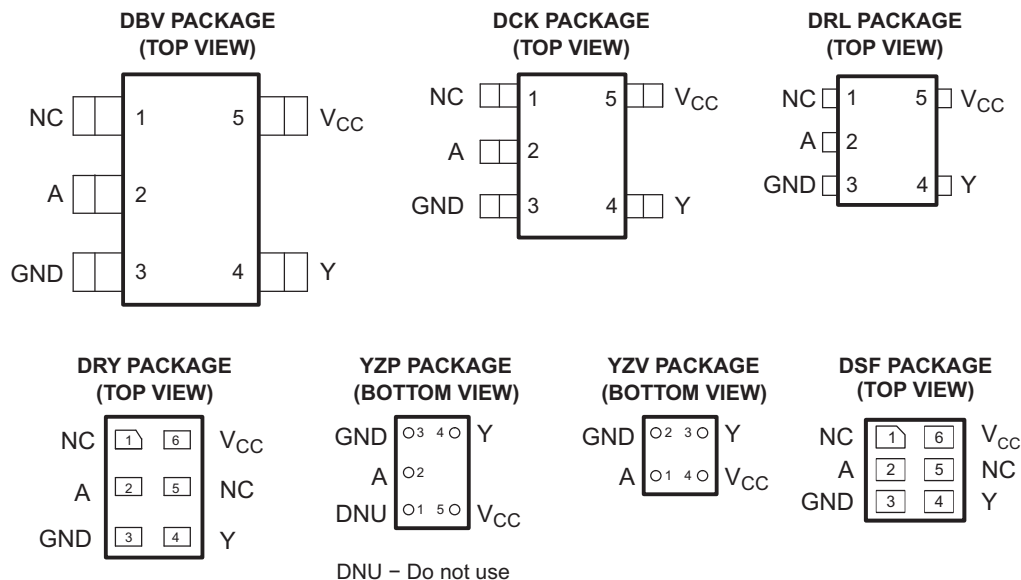 DBV PACKAGE
(TOP VIEW)
NC 1 5 VCC
A 2
GND 3 4 Y
DCK PACKAGE
(TOP VIEW)
NC 1 5 VCC
A 2
GND 3 4 Y
DRL PACKAGE
(TOP VIEW)
NC 1 5 VCC
A 2
GND 3 4 Y
DRY PACKAGE
(TOP VIEW)
NC 1 6 VCC
A 2 5 NC
GND 3 4 Y
YZP PACKAGE
(BOTTOM VIEW)
GND 3 4 Y
A 2
DNU 1 5 VCC
DNU − Do not use
YZV PACKAGE
(BOTTOM VIEW)
GND 2 3 Y
A 1 4 VCC
DSF PACKAGE
(TOP VIEW)
NC 1 6 VCC
A 2 5 NC
GND 3 4 Y